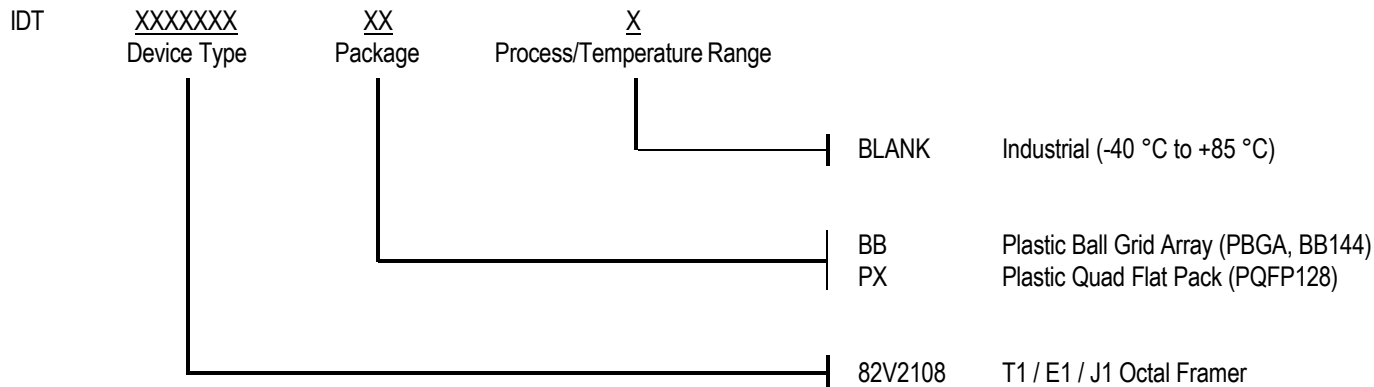 IDT XXXXXXX XX X
Device Type Package Process/Temperature Range
BLANK Industrial (-40 °C to +85 °C)
BB Plastic Ball Grid Array (PBGA, BB144)
PX Plastic Quad Flat Pack (PQFP128)
82V2108 T1 / E1 / J1 Octal Framer